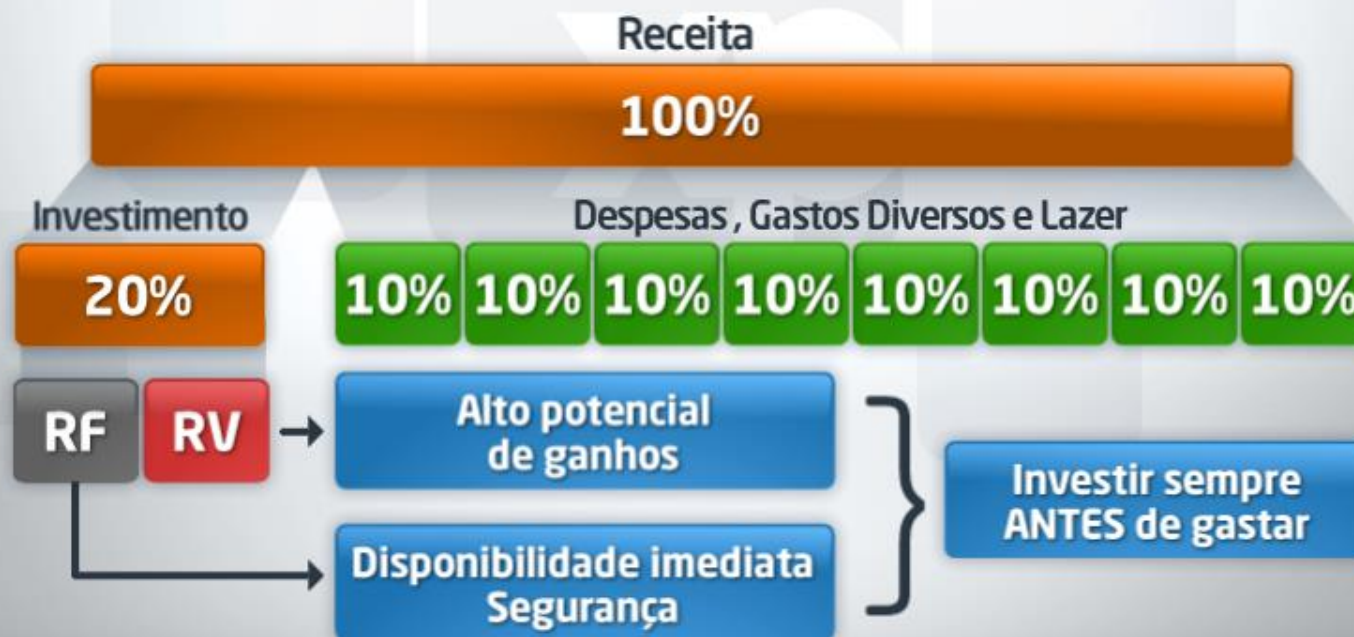 Receita
100%
Investimento
Despesas , Gastos Diversos e Lazer
20%
10% 10% 10% 10% 10% 10% 10% 10%
RF RV
Alto potencial
de ganhos
Disponibilidade imediata
Segurança
Investir sempre
ANTES de gastar